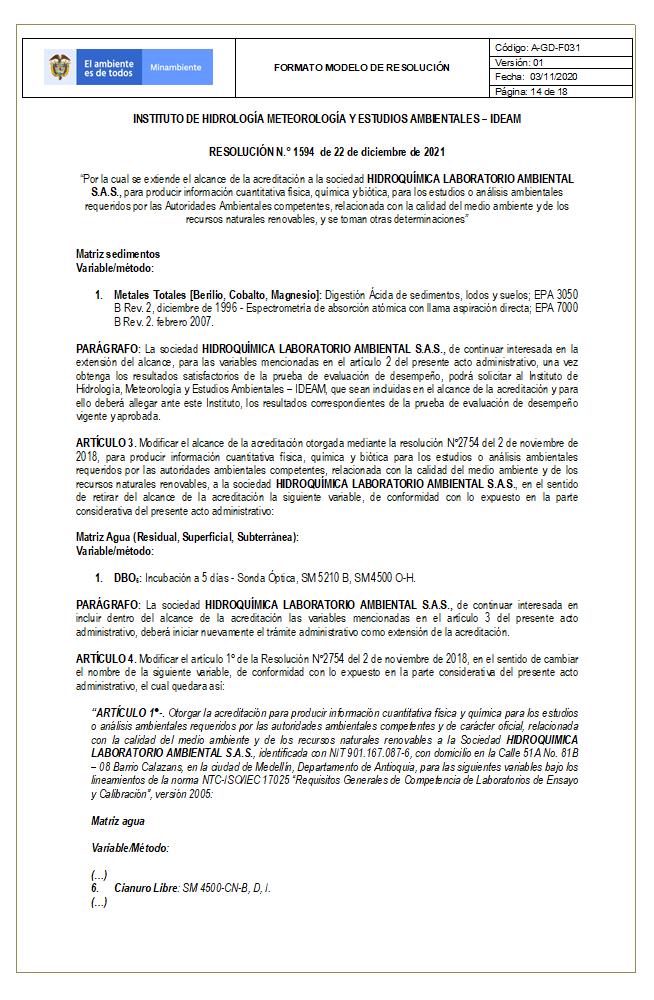 El ambiente
es de todos
Minambiente
FORMATO MODELO DE RESOLUCIÓN
Código: A-GD-F031
Versión: 01
Fecha: 03/11/2020
Página: 14 de 18
INSTITUTO DE HIDROLOGÍA METEOROLOGÍA Y ESTUDIOS AMBIENTALES – IDEAM
RESOLUCIÓN N.° 1594 de 22 de diciembre de 2021
"Por la cual se extiende el alcance de la acreditación a la sociedad HIDROQUÍMICA LABORATORIO AMBIENTAL
S.A.S., para producir información cuantitativa física, química y biótica, para los estudios o análisis ambientales
requeridos por las Autoridades Ambientales competentes, relacionada con la calidad del medio ambiente y de los
recursos naturales renovables, y se toman otras determinaciones"
Matriz sedimentos
Variable/método:
1. Metales Totales [Berilio, Cobalto, Magnesio]: Digestión Ácida de sedimentos, lodos y suelos; EPA 3050
B Rev. 2, diciembre de 1996 - Espectrometría de absorción atómica con llama aspiración directa; EPA 7000
B Rev. 2. febrero 2007.
PARÁGRAFO: La sociedad HIDROQUÍMICA LABORATORIO AMBIENTAL S.A.S., de continuar interesada en la
extensión del alcance, para las variables mencionadas en el artículo 2 del presente acto administrativo, una vez
obtenga los resultados satisfactorios de la prueba de evaluación de desempeño, podrá solicitar al Instituto de
Hidrología, Meteorología y Estudios Ambientales – IDEAM, que sean incluidas en el alcance de la acreditación y para
ello deberá allegar ante este Instituto, los resultados correspondientes de la prueba de evaluación de desempeño
vigente y aprobada.
ARTÍCULO 3. Modificar el alcance de la acreditación otorgada mediante la resolución N°2754 del 2 de noviembre de
2018, para producir información cuantitativa física, química y biótica para los estudios o análisis ambientales
requeridos por las autoridades ambientales competentes, relacionada con la calidad del medio ambiente y de los
recursos naturales renovables, a la sociedad HIDROQUÍMICA LABORATORIO AMBIENTAL S.A.S., en el sentido
de retirar del alcance de la acreditación la siguiente variable, de conformidad con lo expuesto en la parte
considerativa del presente acto administrativo:
Matriz Agua (Residual, Superficial, Subterránea):
Variable/método:
1. DBO₅: Incubación a 5 días - Sonda Óptica, SM 5210 B, SM4500 O-H.
PARÁGRAFO: La sociedad HIDROQUÍMICA LABORATORIO AMBIENTAL S.A.S., de continuar interesada en
incluir dentro del alcance de la acreditación las variables mencionadas en el artículo 3 del presente acto
administrativo, deberá iniciar nuevamente el trámite administrativo como extensión de la acreditación.
ARTÍCULO 4. Modificar el artículo 1º de la Resolución N°2754 del 2 de noviembre de 2018, en el sentido de cambiar
el nombre de la siguiente variable, de conformidad con lo expuesto en la parte considerativa del presente acto
administrativo, el cual quedara así:
"ARTÍCULO 1º-. Otorgar la acreditación para producir información cuantitativa física y química para los estudios
o análisis ambientales requeridos por las autoridades ambientales competentes y de carácter oficial, relacionada
con la calidad del medio ambiente y de los recursos naturales renovables a la Sociedad HIDROQUIMICA
LABORATORIO AMBIENTAL S.A.S., identificada con NIT 901.167.087-6, con domicilio en la Calle 51A No. 81B
– 08 Barrio Calazans, en la ciudad de Medellín, Departamento de Antioquia, para las siguientes variables bajo los
lineamientos de la norma NTC-ISO/IEC 17025 "Requisitos Generales de Competencia de Laboratorios de Ensayo
y Calibración", versión 2005:
Matriz agua
Variable/Método:
(…)
6. Cianuro Libre: SM 4500-CN-B, D, I.
(…)